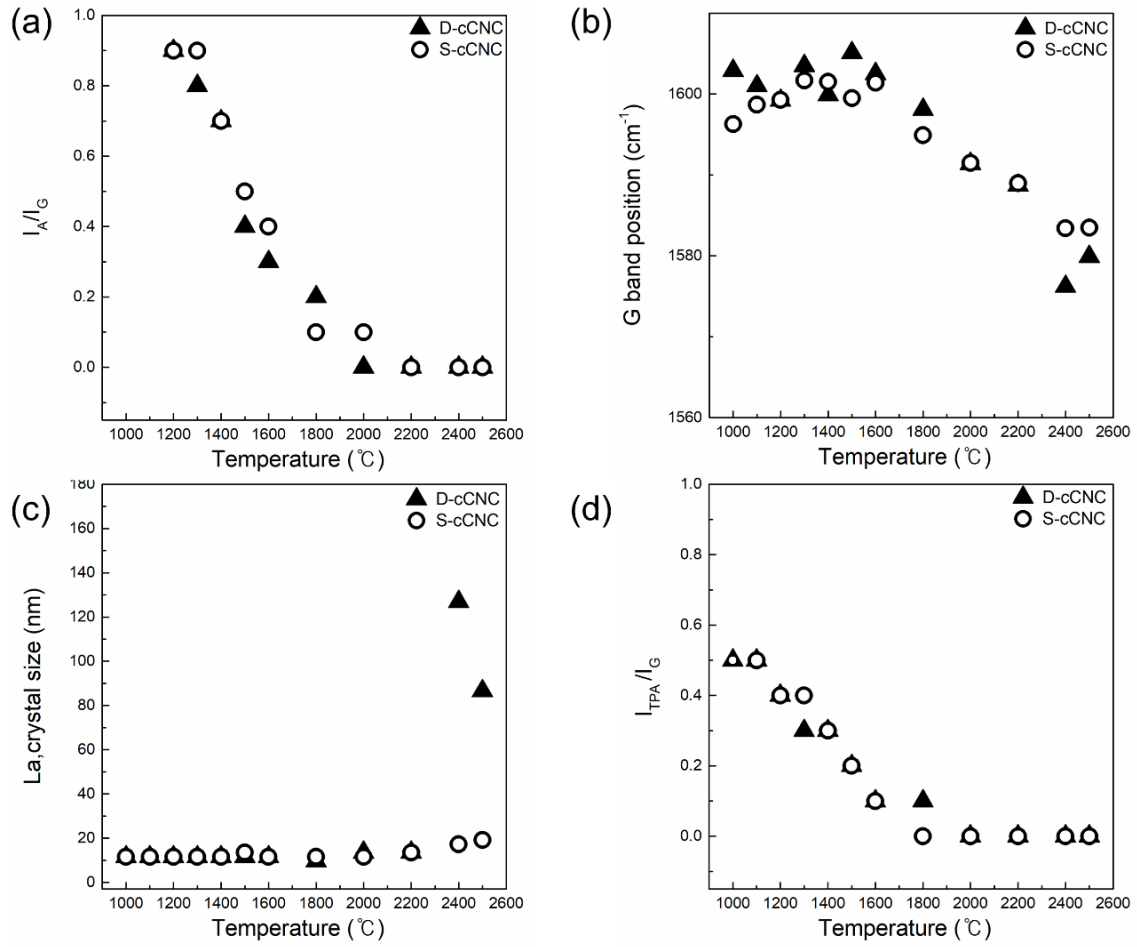 (a)
D-cCNC
S-cCNC
1.0
0.8
0.6
0.4
0.2
0.0
I_A/I_G
1000 1200 1400 1600 1800 2000 2200 2400 2600
Temperature (℃)
(b)
D-cCNC
S-cCNC
1600
1580
1560
G band position (cm⁻¹)
1000 1200 1400 1600 1800 2000 2200 2400 2600
Temperature (℃)
(c)
D-cCNC
S-cCNC
180
160
140
120
100
80
60
40
20
0
La,crystal size (nm)
1000 1200 1400 1600 1800 2000 2200 2400 2600
Temperature (℃)
(d)
D-cCNC
S-cCNC
1.0
0.8
0.6
0.4
0.2
0.0
I_TPA/I_G
1000 1200 1400 1600 1800 2000 2200 2400 2600
Temperature (℃)